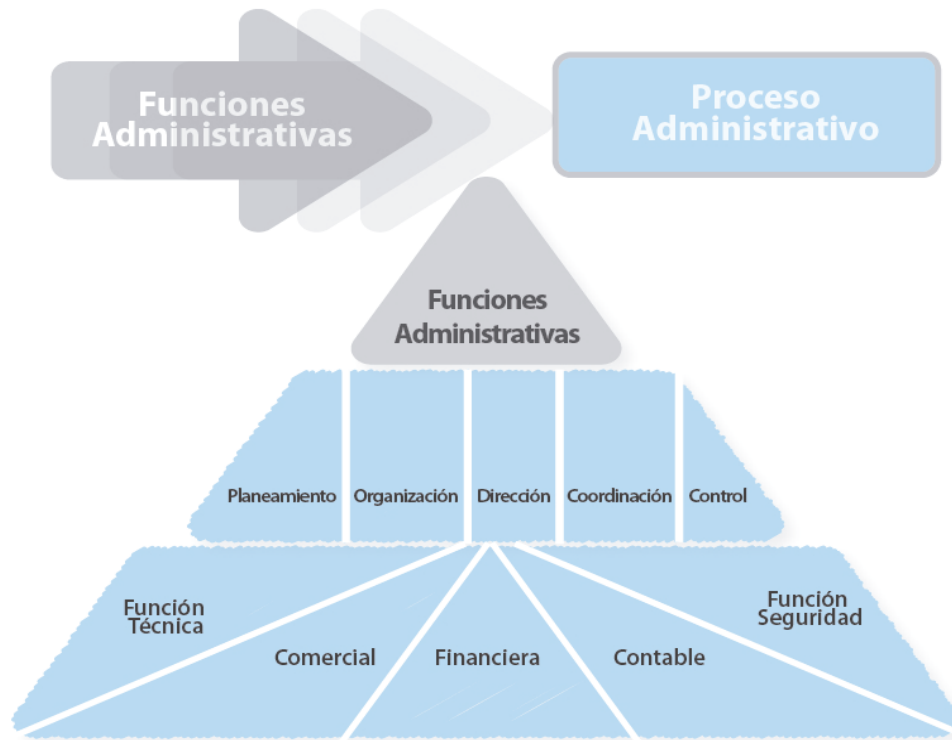 Funciones
Administrativas
Proceso
Administrativo
Funciones
Administrativas
Planeamiento
Organización
Dirección
Coordinación
Control
Función
Técnica
Comercial
Financiera
Contable
Función
Seguridad